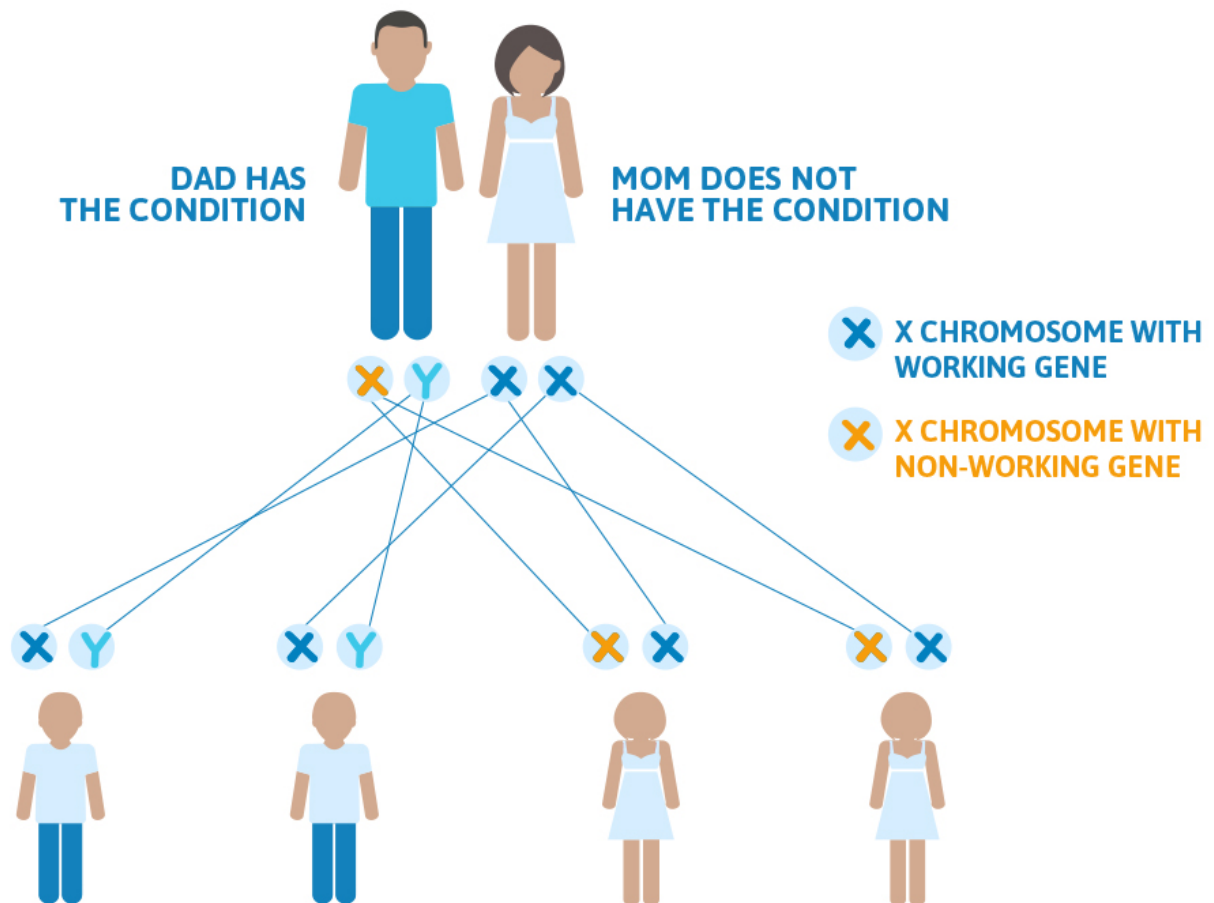 DAD HAS
THE CONDITION
MOM DOES NOT
HAVE THE CONDITION
X X CHROMOSOME WITH
WORKING GENE
X X CHROMOSOME WITH
NON-WORKING GENE
X Y X X
X Y X Y X X X X